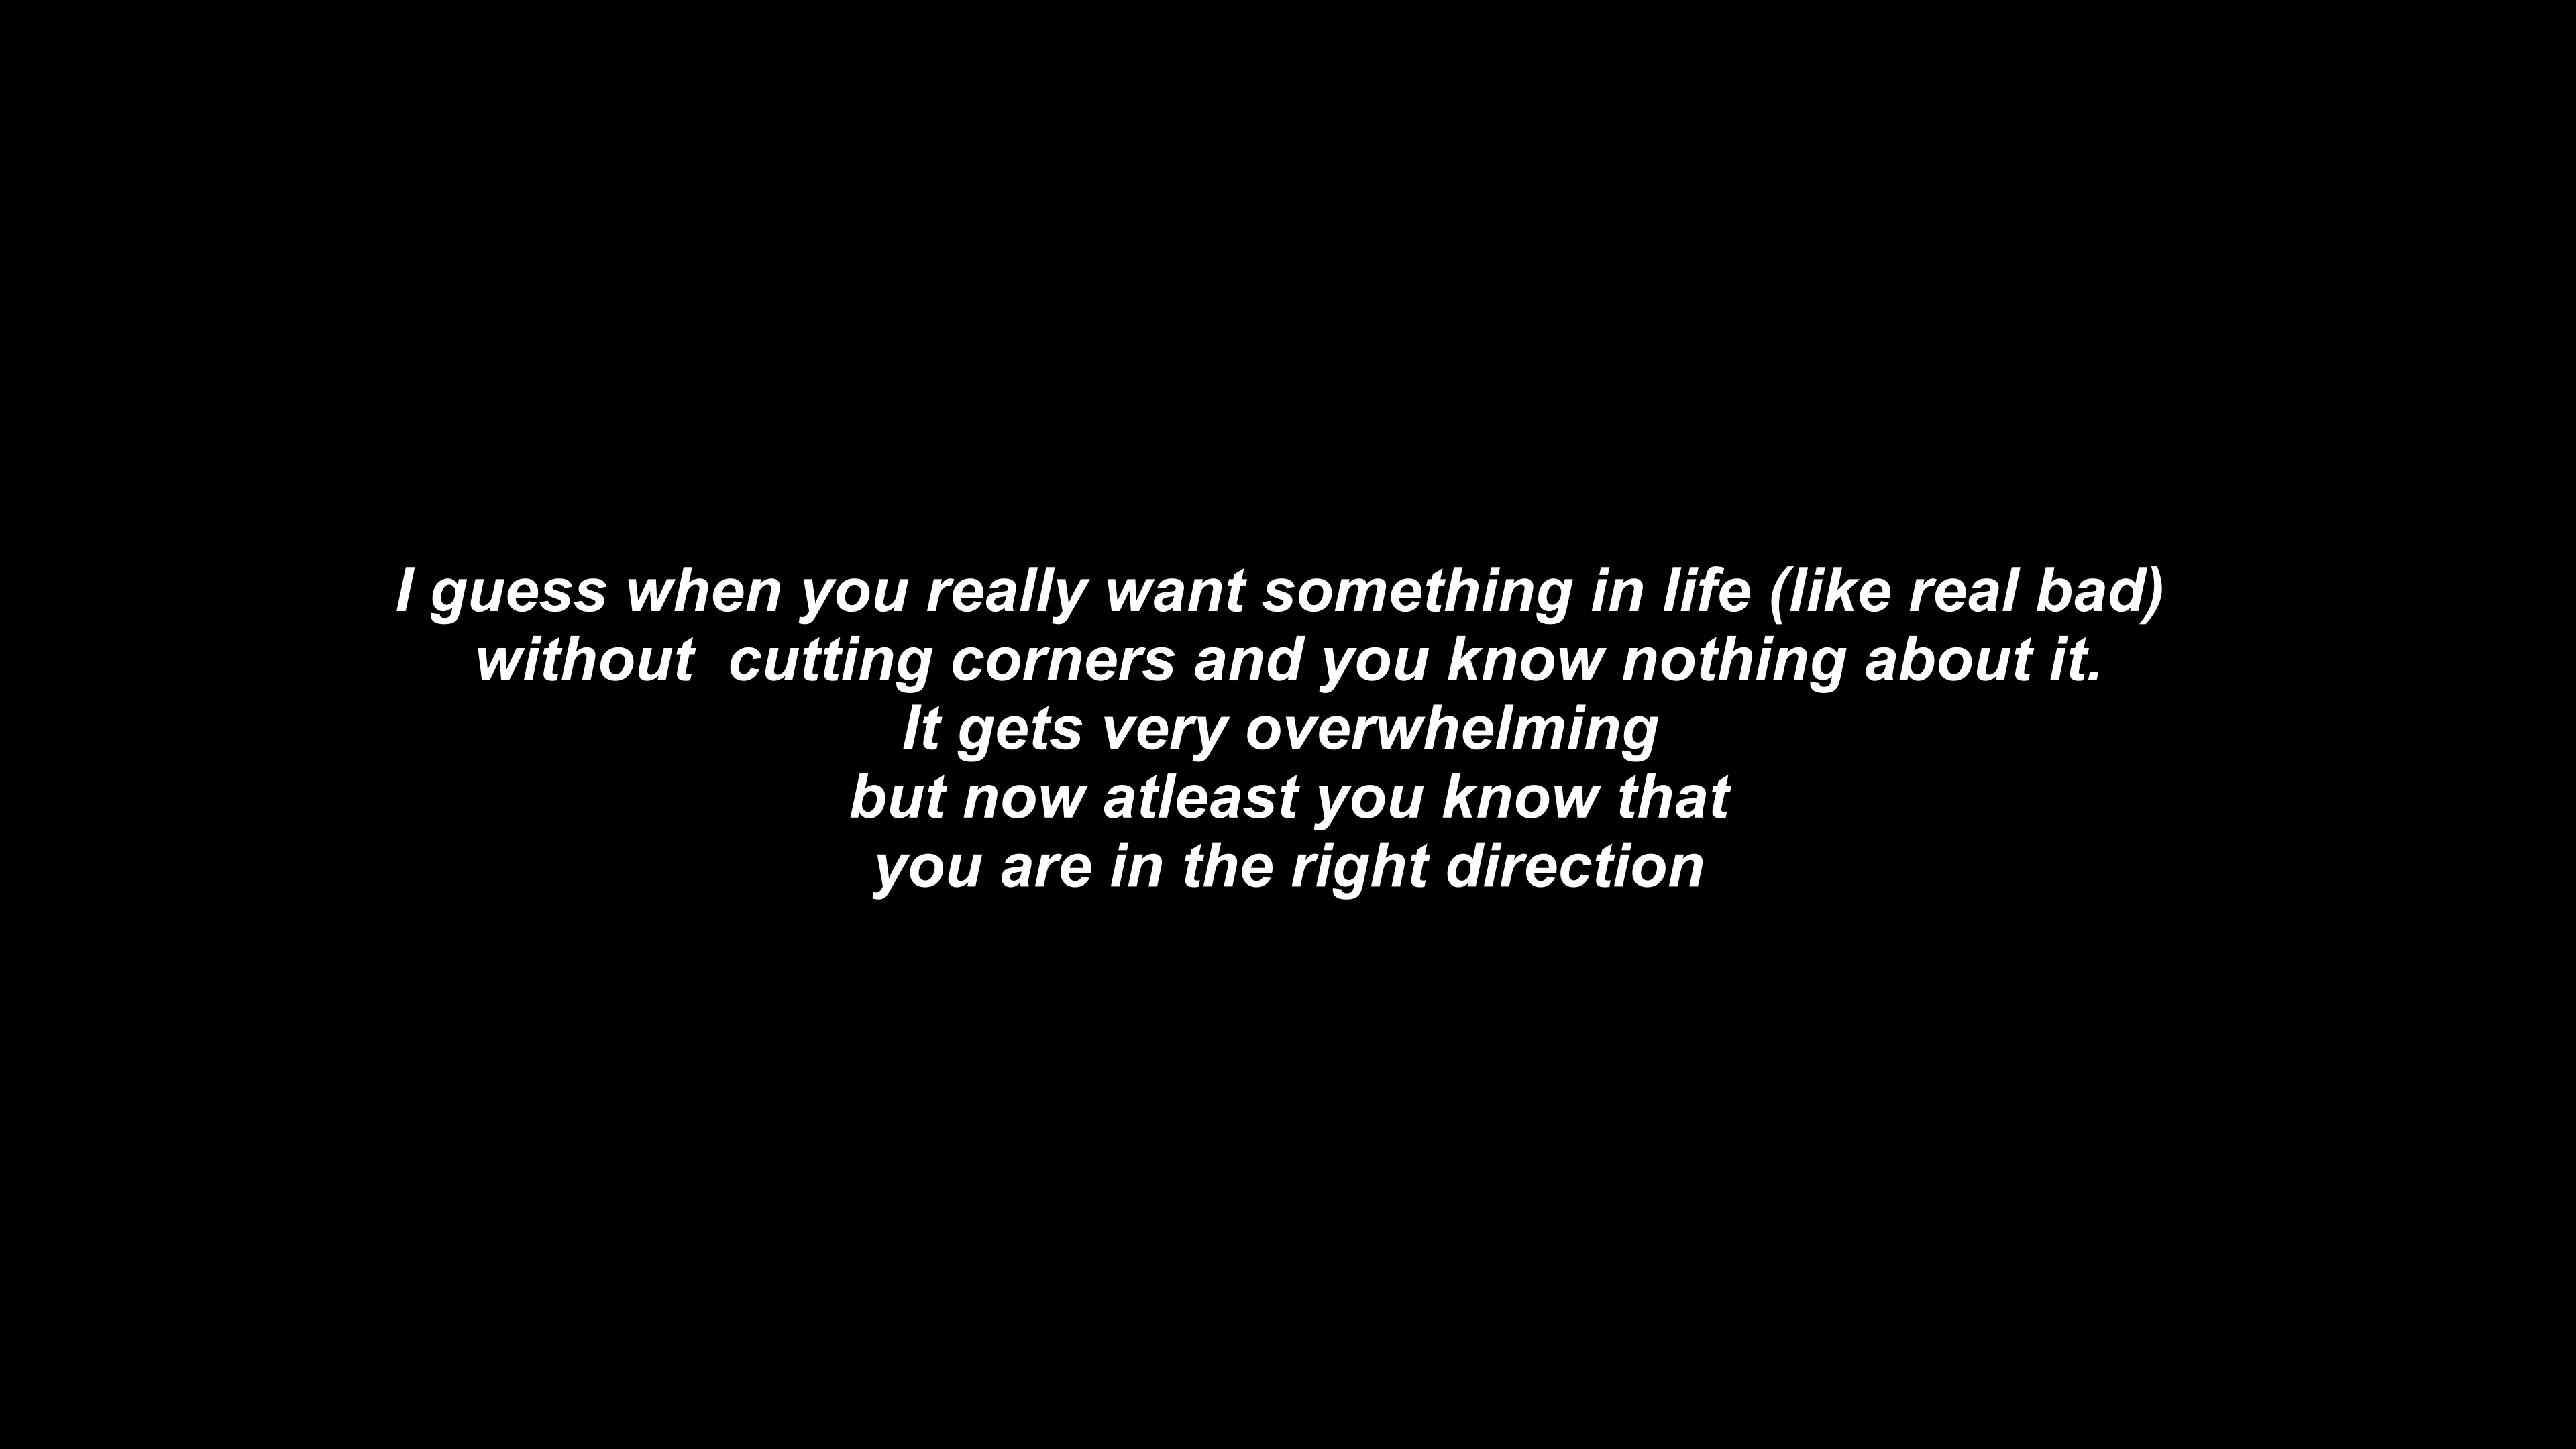 I guess when you really want something in life (like real bad)
without  cutting corners and you know nothing about it.
It gets very overwhelming
but now atleast you know that
you are in the right direction